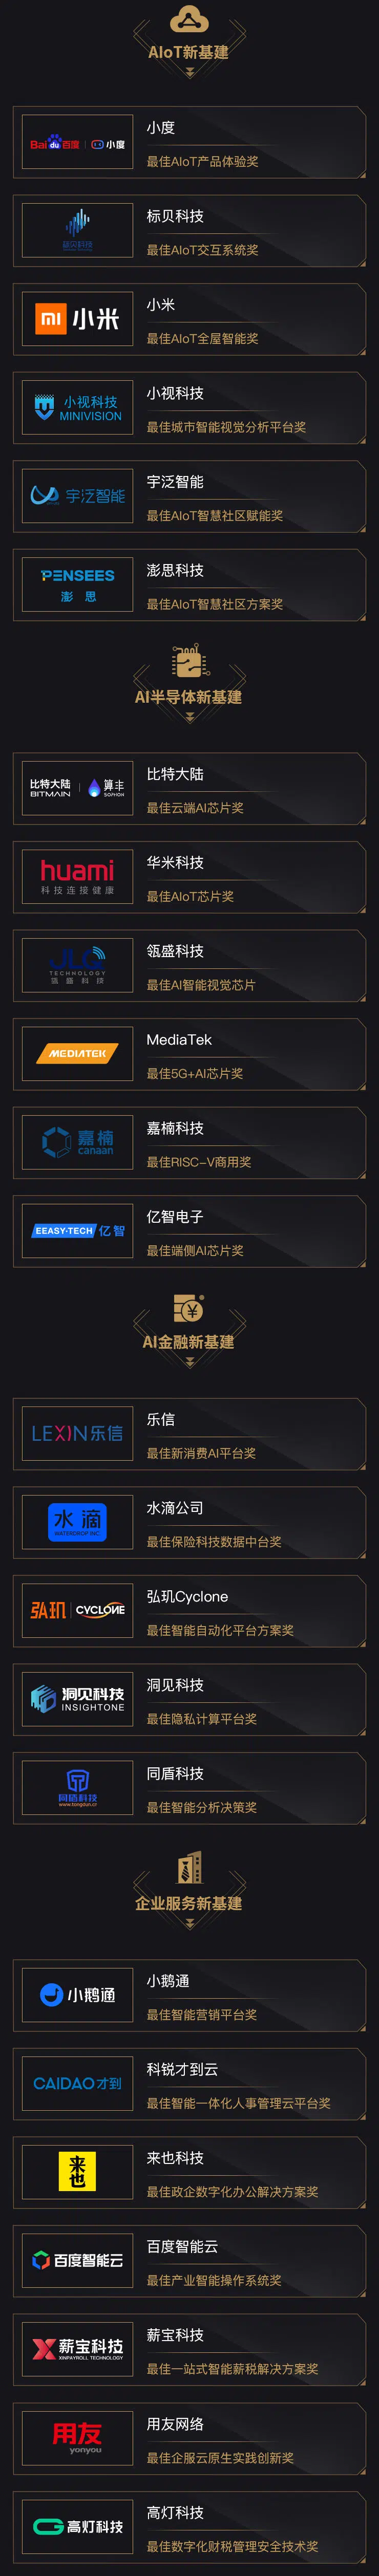 AIoT新基建
Baidu百度 小度
小度
最佳AIoT产品体验奖
标贝科技
标贝科技
最佳AIoT交互系统奖
小米
小米
最佳AIoT全屋智能奖
小视科技
MINIVISION
小视科技
最佳城市智能视觉分析平台奖
宇泛智能
宇泛智能
最佳AIoT智慧社区赋能奖
PENSEES
澎思
澎思科技
最佳AIoT智慧社区方案奖
AI半导体新基建
比特大陆 算丰
BITMAIN SOPHON
比特大陆
最佳云端AI芯片奖
huami
科技连接健康
华米科技
最佳AIoT芯片奖
JLQ
TECHNOLOGY
瓴盛科技
瓴盛科技
最佳AI智能视觉芯片
MEDIATEK
MediaTek
最佳5G+AI芯片奖
嘉楠
canaan
嘉楠科技
最佳RISC-V商用奖
EEASY-TECH 亿智
亿智电子
最佳端侧AI芯片奖
AI金融新基建
LEXIN乐信
乐信
最佳新消费AI平台奖
水滴
WATERDROP INC.
水滴公司
最佳保险科技数据中台奖
弘玑 CYCLONE
弘玑Cyclone
最佳智能自动化平台方案奖
洞见科技
INSIGHTONE
洞见科技
最佳隐私计算平台奖
同盾科技
www.tongdun.cn
同盾科技
最佳智能分析决策奖
企业服务新基建
小鹅通
小鹅通
最佳智能营销平台奖
CAIDAO才到
科锐才到云
最佳智能一体化人事管理云平台奖
来也
来也科技
最佳政企数字化办公解决方案奖
百度智能云
百度智能云
最佳产业智能操作系统奖
薪宝科技
XINPAYROLL TECHNOLOGY
薪宝科技
最佳一站式智能薪税解决方案奖
用友
yonyou
用友网络
最佳企服云原生实践创新奖
高灯科技
高灯科技
最佳数字化财税管理安全技术奖